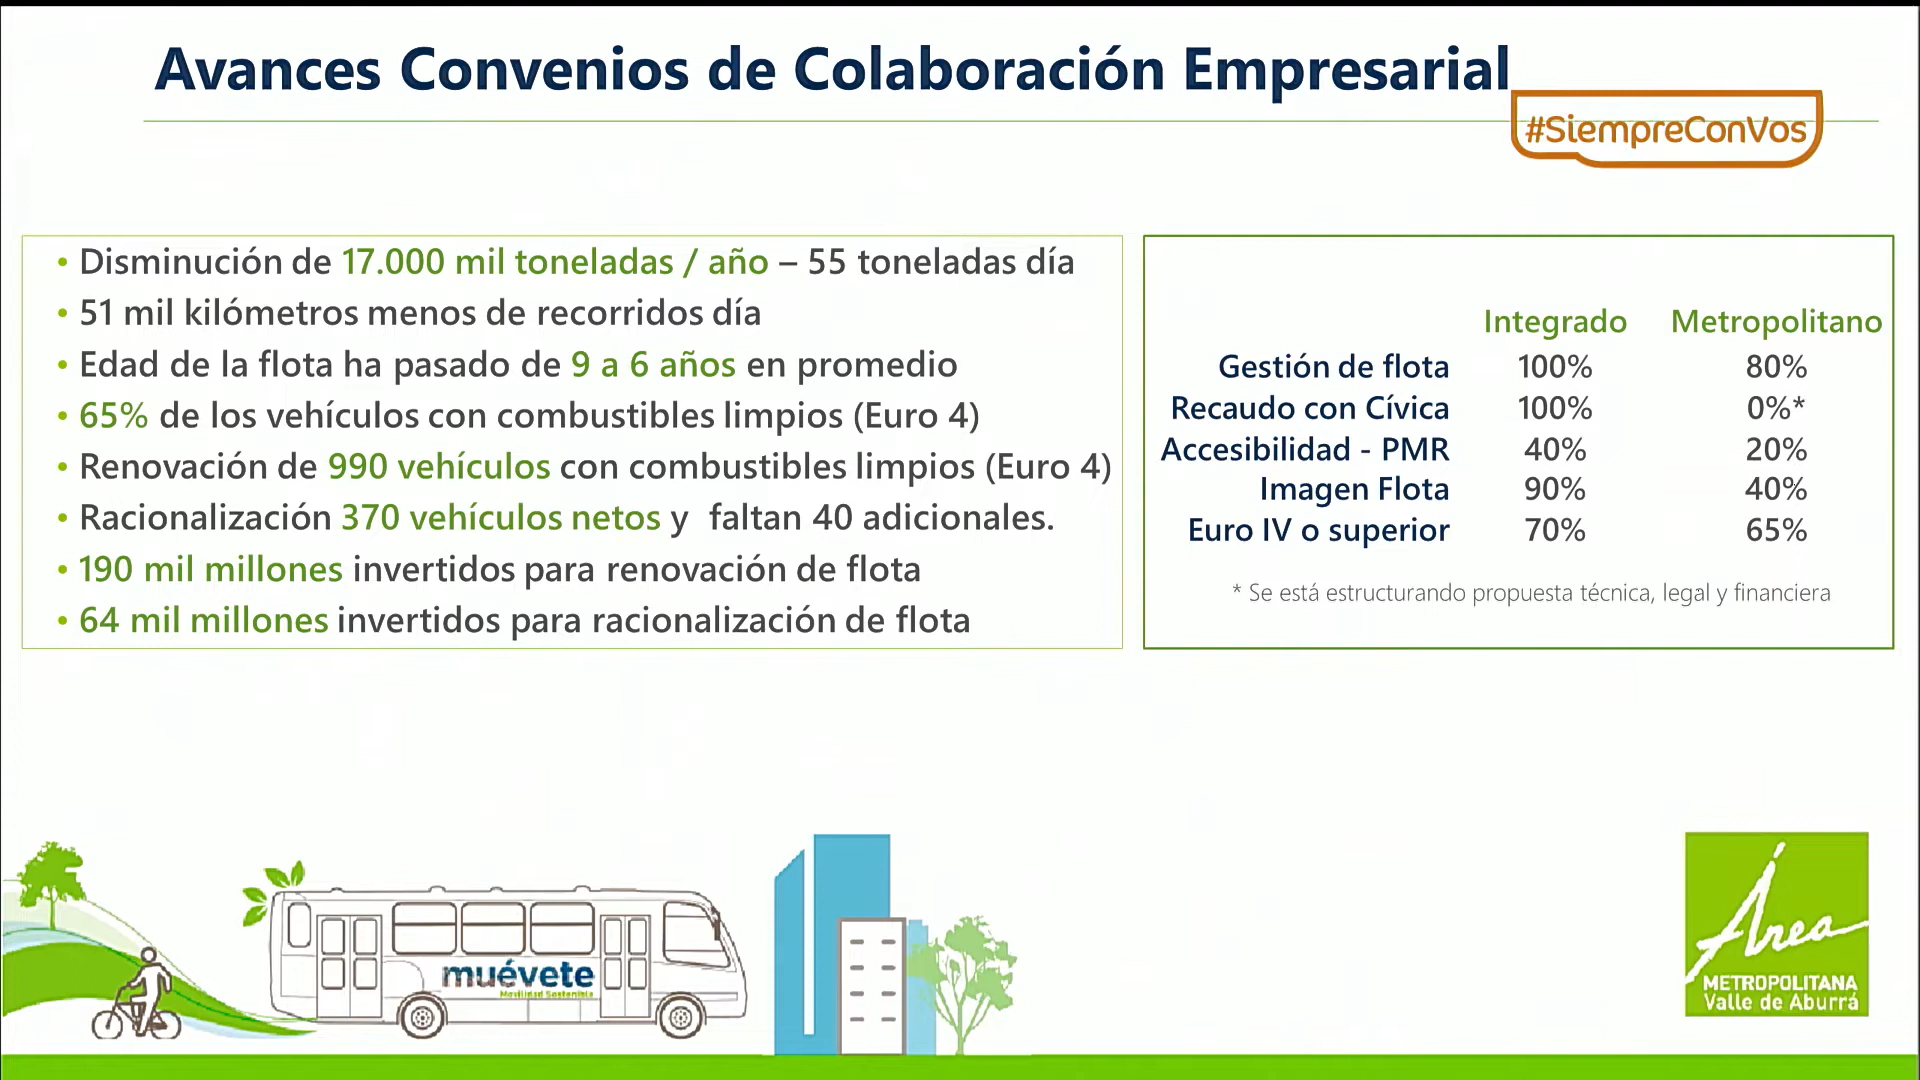 Avances Convenios de Colaboración Empresarial
#SiempreConVos
• Disminución de 17.000 mil toneladas / año – 55 toneladas día
• 51 mil kilómetros menos de recorridos día
• Edad de la flota ha pasado de 9 a 6 años en promedio
• 65% de los vehículos con combustibles limpios (Euro 4)
• Renovación de 990 vehículos con combustibles limpios (Euro 4)
• Racionalización 370 vehículos netos y faltan 40 adicionales.
• 190 mil millones invertidos para renovación de flota
• 64 mil millones invertidos para racionalización de flota
Integrado Metropolitano
Gestión de flota 100% 80%
Recaudo con Cívica 100% 0%*
Accesibilidad - PMR 40% 20%
Imagen Flota 90% 40%
Euro IV o superior 70% 65%
* Se está estructurando propuesta técnica, legal y financiera
muévete
Movilidad Sostenible
Área
METROPOLITANA
Valle de Aburrá